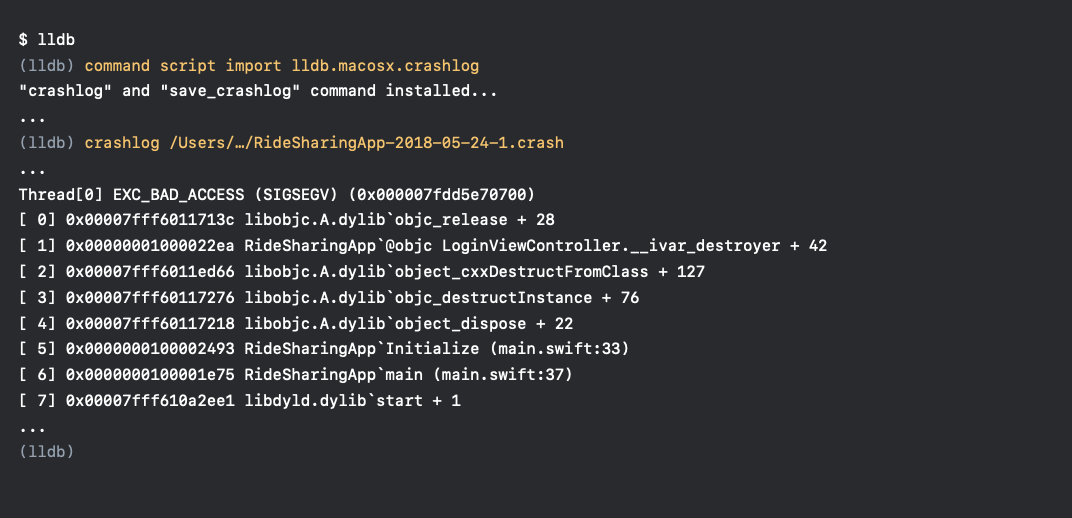 $ lldb
(lldb) command script import lldb.macosx.crashlog
"crashlog" and "save_crashlog" command installed...
...
(lldb) crashlog /Users/…/RideSharingApp-2018-05-24-1.crash
...
Thread[0] EXC_BAD_ACCESS (SIGSEGV) (0x000007fdd5e70700)
[ 0] 0x00007fff6011713c libobjc.A.dylib`objc_release + 28
[ 1] 0x00000001000022ea RideSharingApp`@objc LoginViewController.__ivar_destroyer + 42
[ 2] 0x00007fff6011ed66 libobjc.A.dylib`object_cxxDestructFromClass + 127
[ 3] 0x00007fff60117276 libobjc.A.dylib`objc_destructInstance + 76
[ 4] 0x00007fff60117218 libobjc.A.dylib`object_dispose + 22
[ 5] 0x0000000100002493 RideSharingApp`Initialize (main.swift:33)
[ 6] 0x0000000100001e75 RideSharingApp`main (main.swift:37)
[ 7] 0x00007fff610a2ee1 libdyld.dylib`start + 1
...
(lldb)